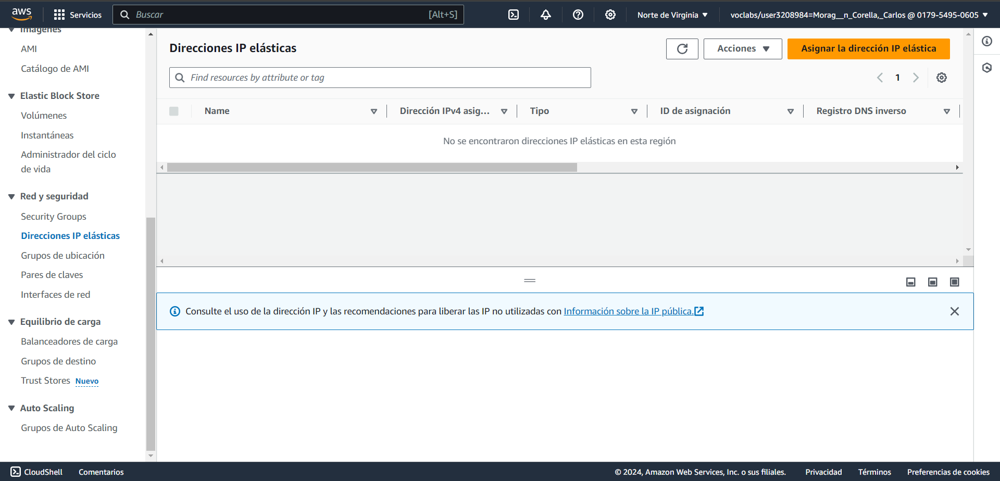 aws
Servicios
Buscar
[Alt+S]
Norte de Virginia
voclabs/user3208984=Morag__n_Corella,_Carlos @ 0179-5495-0605
Imágenes
AMI
Catálogo de AMI
Elastic Block Store
Volúmenes
Instantáneas
Administrador del ciclo
de vida
Red y seguridad
Security Groups
Direcciones IP elásticas
Grupos de ubicación
Pares de claves
Interfaces de red
Equilibrio de carga
Balanceadores de carga
Grupos de destino
Trust Stores Nuevo
Auto Scaling
Grupos de Auto Scaling
Direcciones IP elásticas
Acciones
Asignar la dirección IP elástica
Find resources by attribute or tag
1
Name
Dirección IPv4 asig...
Tipo
ID de asignación
Registro DNS inverso
No se encontraron direcciones IP elásticas en esta región
Consulte el uso de la dirección IP y las recomendaciones para liberar las IP no utilizadas con Información sobre la IP pública.
CloudShell
Comentarios
© 2024, Amazon Web Services, Inc. o sus filiales.
Privacidad
Términos
Preferencias de cookies